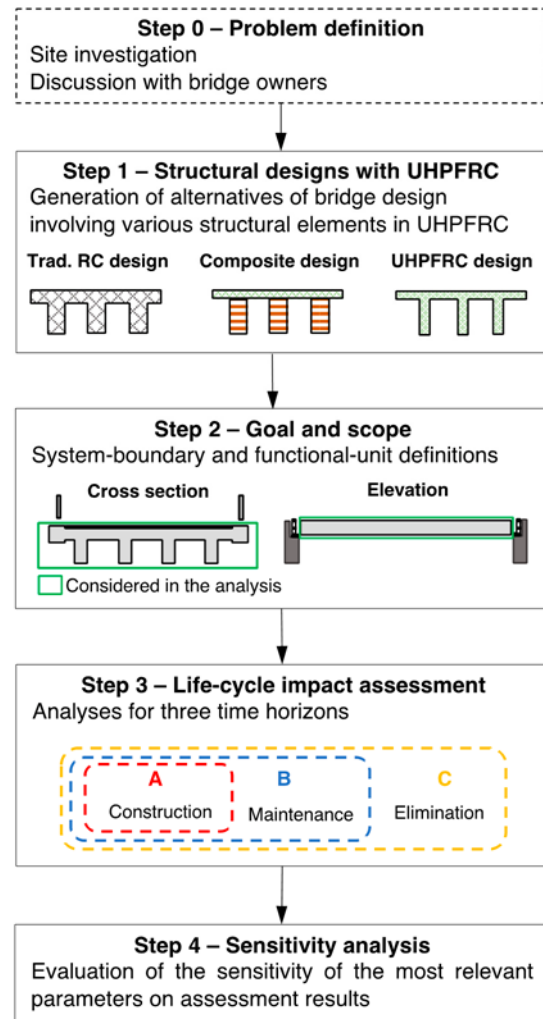 Step 0 – Problem definition
Site investigation
Discussion with bridge owners
Step 1 – Structural designs with UHPFRC
Generation of alternatives of bridge design
involving various structural elements in UHPFRC
Trad. RC design Composite design UHPFRC design
Step 2 – Goal and scope
System-boundary and functional-unit definitions
Cross section Elevation
Considered in the analysis
Step 3 – Life-cycle impact assessment
Analyses for three time horizons
A B C
Construction Maintenance Elimination
Step 4 – Sensitivity analysis
Evaluation of the sensitivity of the most relevant
parameters on assessment results